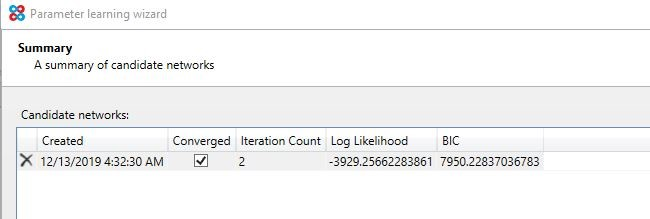 Parameter learning wizard
Summary
A summary of candidate networks
Candidate networks:
Created Converged Iteration Count Log Likelihood BIC
12/13/2019 4:32:30 AM 2 -3929.25662283861 7950.22837036783